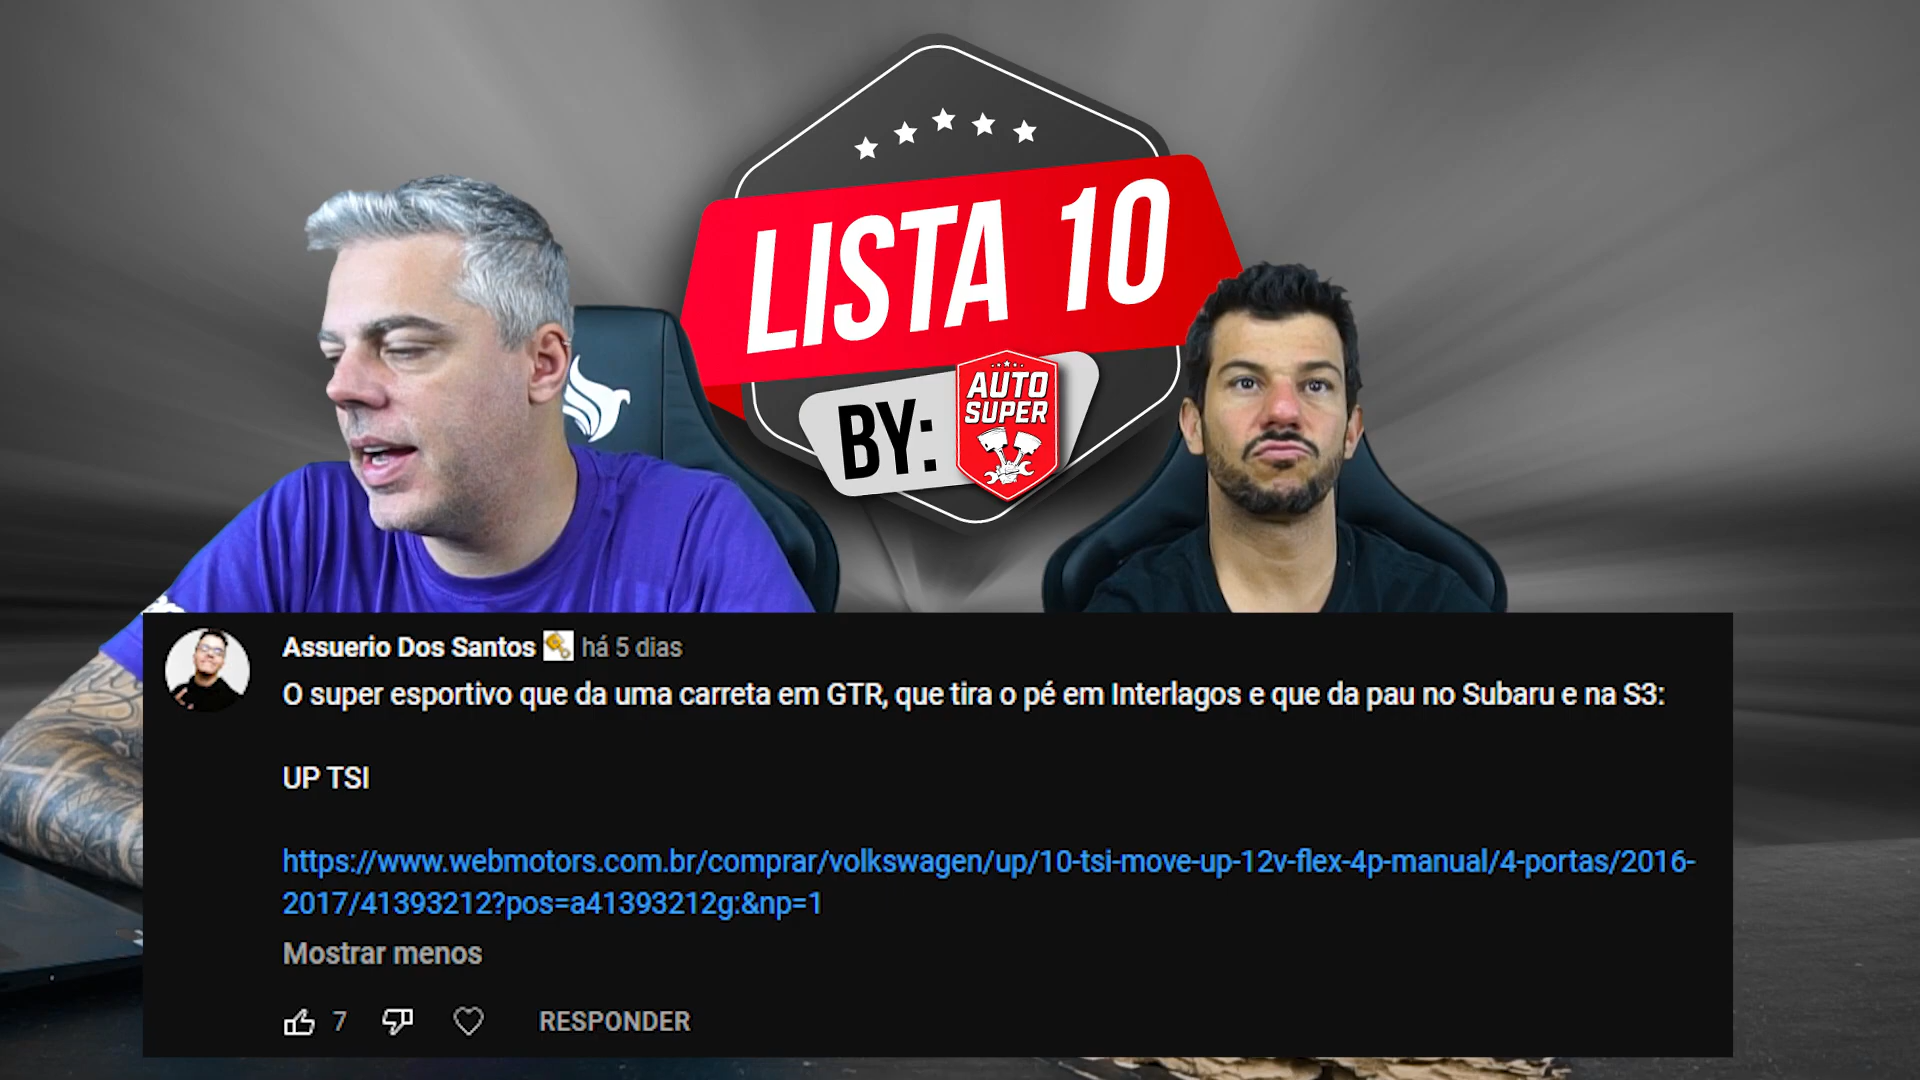 LISTA 10
BY:
AUTO
SUPER
Assuerio Dos Santos há 5 dias
O super esportivo que da uma carreta em GTR, que tira o pé em Interlagos e que da pau no Subaru e na S3:
UP TSI
https://www.webmotors.com.br/comprar/volkswagen/up/10-tsi-move-up-12v-flex-4p-manual/4-portas/2016-
2017/41393212?pos=a41393212g:&np=1
Mostrar menos
7 RESPONDER